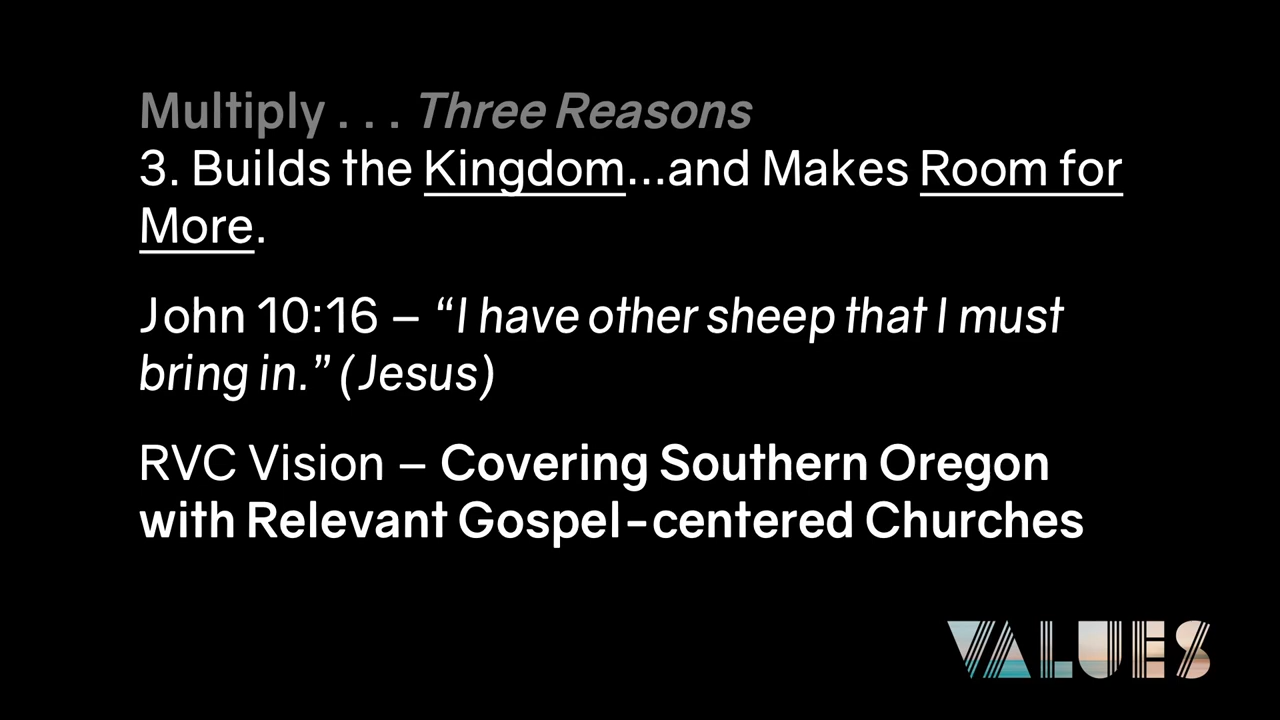 Multiply . . . Three Reasons
3. Builds the Kingdom...and Makes Room for
More.
John 10:16 – “I have other sheep that I must
bring in.” (Jesus)
RVC Vision – Covering Southern Oregon
with Relevant Gospel-centered Churches
VALUES